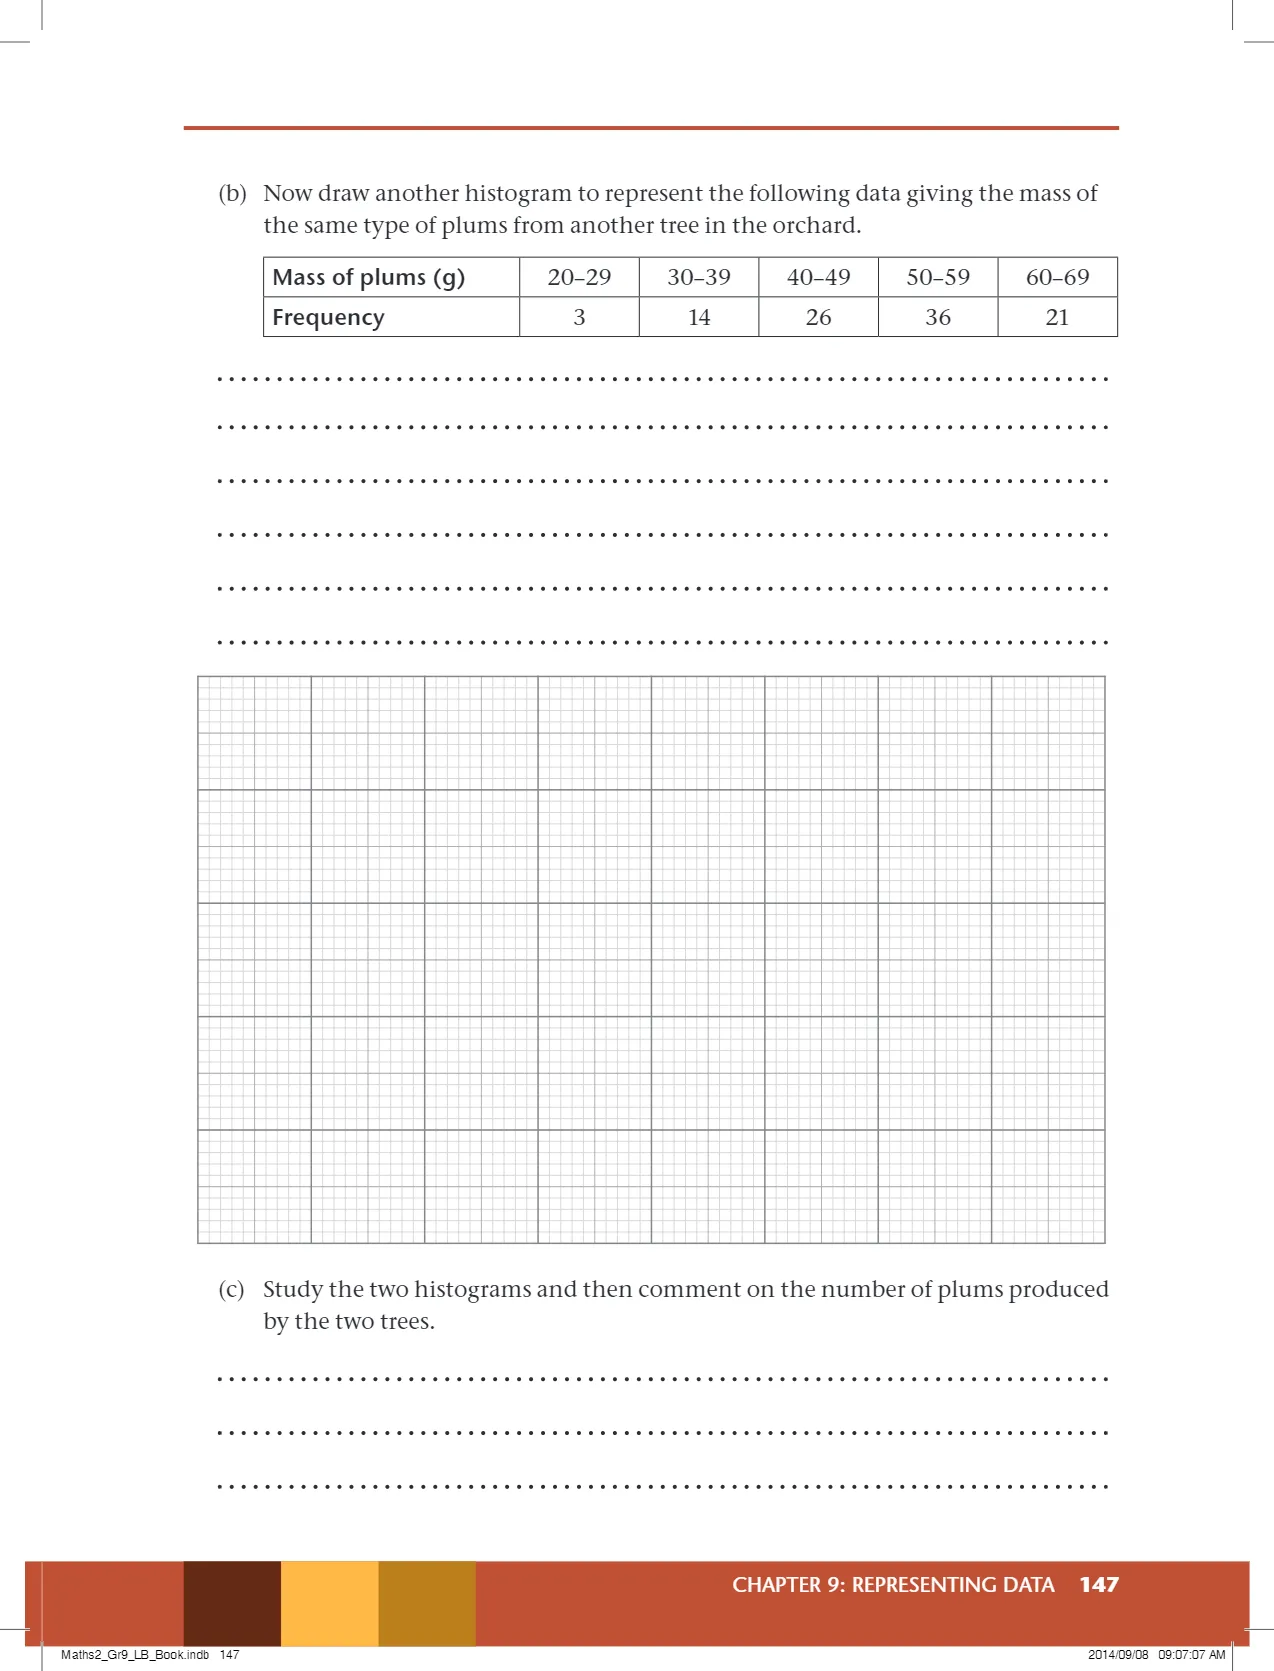 (b) Now draw another histogram to represent the following data giving the mass of
the same type of plums from another tree in the orchard.
Mass of plums (g) 20–29 30–39 40–49 50–59 60–69
Frequency 3 14 26 36 21
(c) Study the two histograms and then comment on the number of plums produced
by the two trees.
CHAPTER 9: REPRESENTING DATA 147
Maths2_Gr9_LB_Book.indb 147 2014/09/08 09:07:07 AM